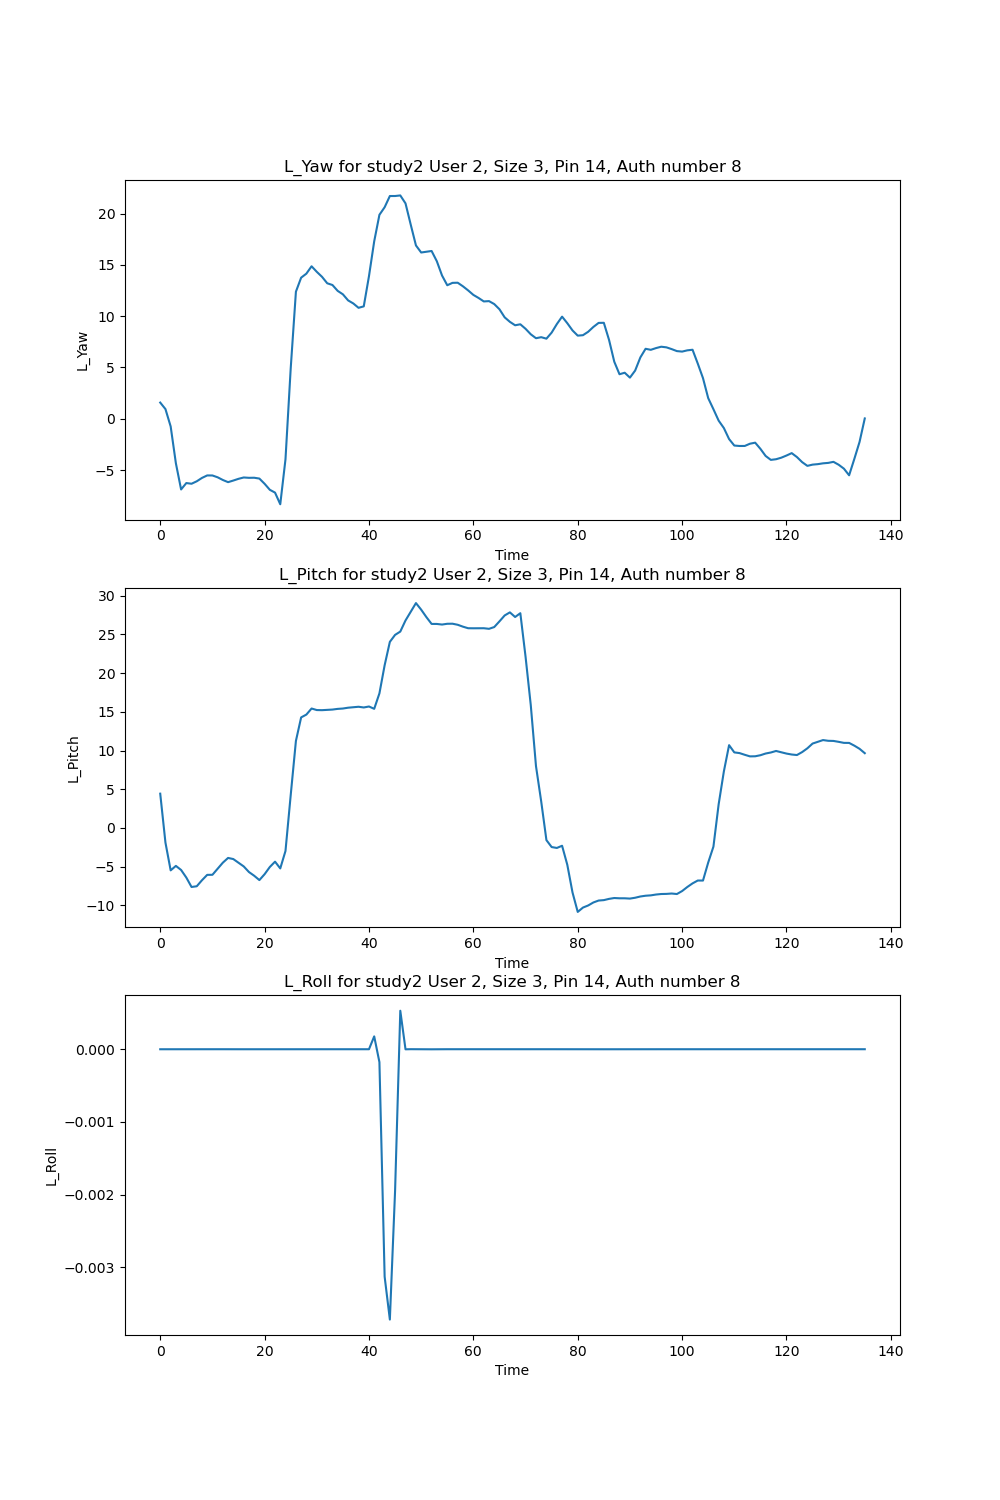 L_Yaw for study2 User 2, Size 3, Pin 14, Auth number 8
20
15
10
5
0
−5
L_Yaw
0 20 40 60 80 100 120 140
Time
L_Pitch for study2 User 2, Size 3, Pin 14, Auth number 8
30
25
20
15
10
5
0
−5
−10
L_Pitch
0 20 40 60 80 100 120 140
Time
L_Roll for study2 User 2, Size 3, Pin 14, Auth number 8
0.000
−0.001
−0.002
−0.003
L_Roll
0 20 40 60 80 100 120 140
Time